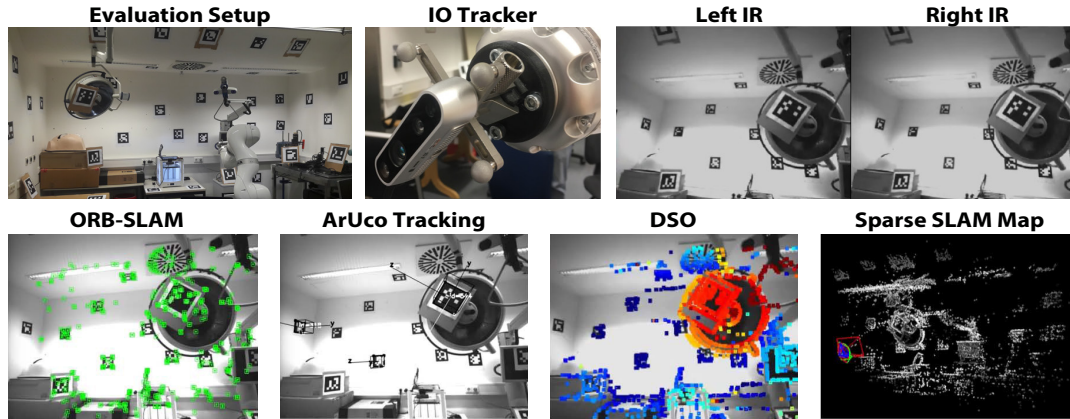 Evaluation Setup
IO Tracker
Left IR
Right IR
ORB-SLAM
ArUco Tracking
DSO
Sparse SLAM Map
z
y
y
z